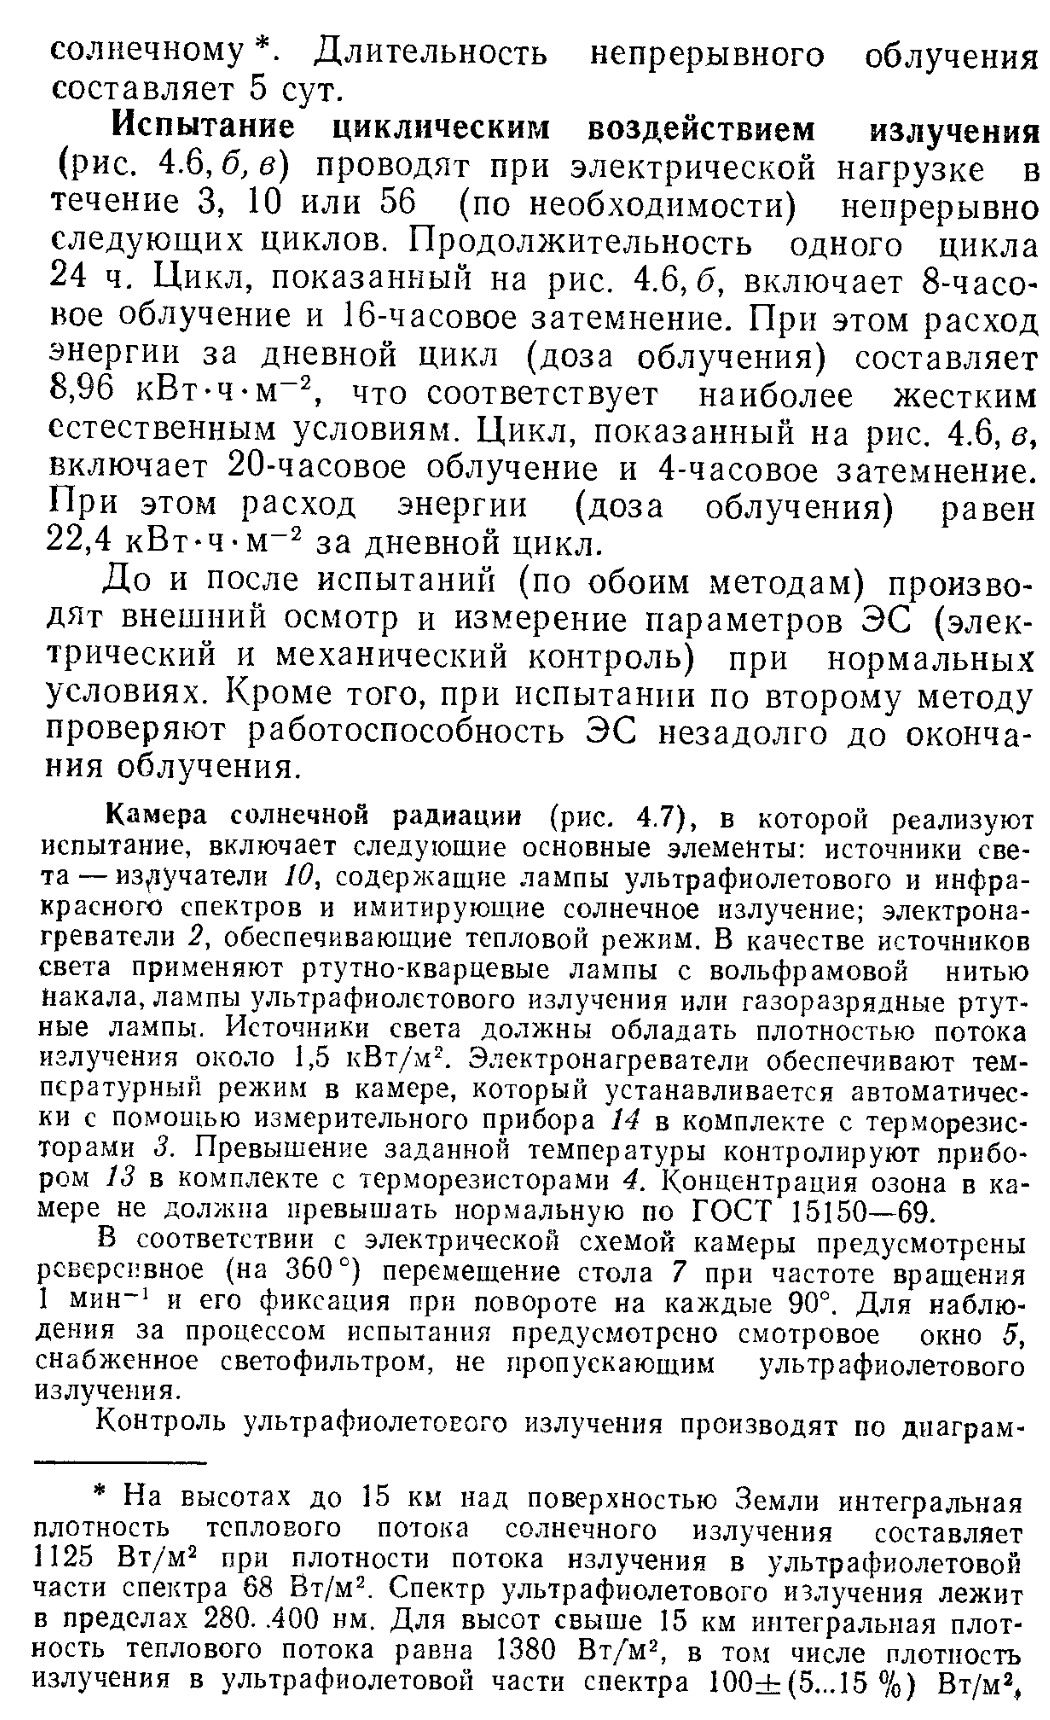 солнечному *. Длительность непрерывного облучения
составляет 5 сут.
Испытание циклическим воздействием излучения
(рис. 4.6, б, в) проводят при электрической нагрузке в
течение 3, 10 или 56 (по необходимости) непрерывно
следующих циклов. Продолжительность одного цикла
24 ч. Цикл, показанный на рис. 4.6, б, включает 8-часо-
вое облучение и 16-часовое затемнение. При этом расход
энергии за дневной цикл (доза облучения) составляет
8,96 кВт·ч·м⁻², что соответствует наиболее жестким
естественным условиям. Цикл, показанный на рис. 4.6, в,
включает 20-часовое облучение и 4-часовое затемнение.
При этом расход энергии (доза облучения) равен
22,4 кВт·ч·м⁻² за дневной цикл.
До и после испытаний (по обоим методам) произво-
дят внешний осмотр и измерение параметров ЭС (элек-
трический и механический контроль) при нормальных
условиях. Кроме того, при испытании по второму методу
проверяют работоспособность ЭС незадолго до оконча-
ния облучения.
Камера солнечной радиации (рис. 4.7), в которой реализуют
испытание, включает следующие основные элементы: источники све-
та — излучатели 10, содержащие лампы ультрафиолетового и инфра-
красного спектров и имитирующие солнечное излучение; электрона-
греватели 2, обеспечивающие тепловой режим. В качестве источников
света применяют ртутно-кварцевые лампы с вольфрамовой нитью
накала, лампы ультрафиолетового излучения или газоразрядные ртут-
ные лампы. Источники света должны обладать плотностью потока
излучения около 1,5 кВт/м². Электронагреватели обеспечивают тем-
пературный режим в камере, который устанавливается автоматичес-
ки с помощью измерительного прибора 14 в комплекте с терморезис-
торами 3. Превышение заданной температуры контролируют прибо-
ром 13 в комплекте с терморезисторами 4. Концентрация озона в ка-
мере не должна превышать нормальную по ГОСТ 15150—69.
В соответствии с электрической схемой камеры предусмотрены
реверсивное (на 360°) перемещение стола 7 при частоте вращения
1 мин⁻¹ и его фиксация при повороте на каждые 90°. Для наблю-
дения за процессом испытания предусмотрено смотровое окно 5,
снабженное светофильтром, не пропускающим ультрафиолетового
излучения.
Контроль ультрафиолетового излучения производят по диаграм-
* На высотах до 15 км над поверхностью Земли интегральная
плотность теплового потока солнечного излучения составляет
1125 Вт/м² при плотности потока излучения в ультрафиолетовой
части спектра 68 Вт/м². Спектр ультрафиолетового излучения лежит
в пределах 280. .400 нм. Для высот свыше 15 км интегральная плот-
ность теплового потока равна 1380 Вт/м², в том числе плотность
излучения в ультрафиолетовой части спектра 100±(5...15 %) Вт/м²,